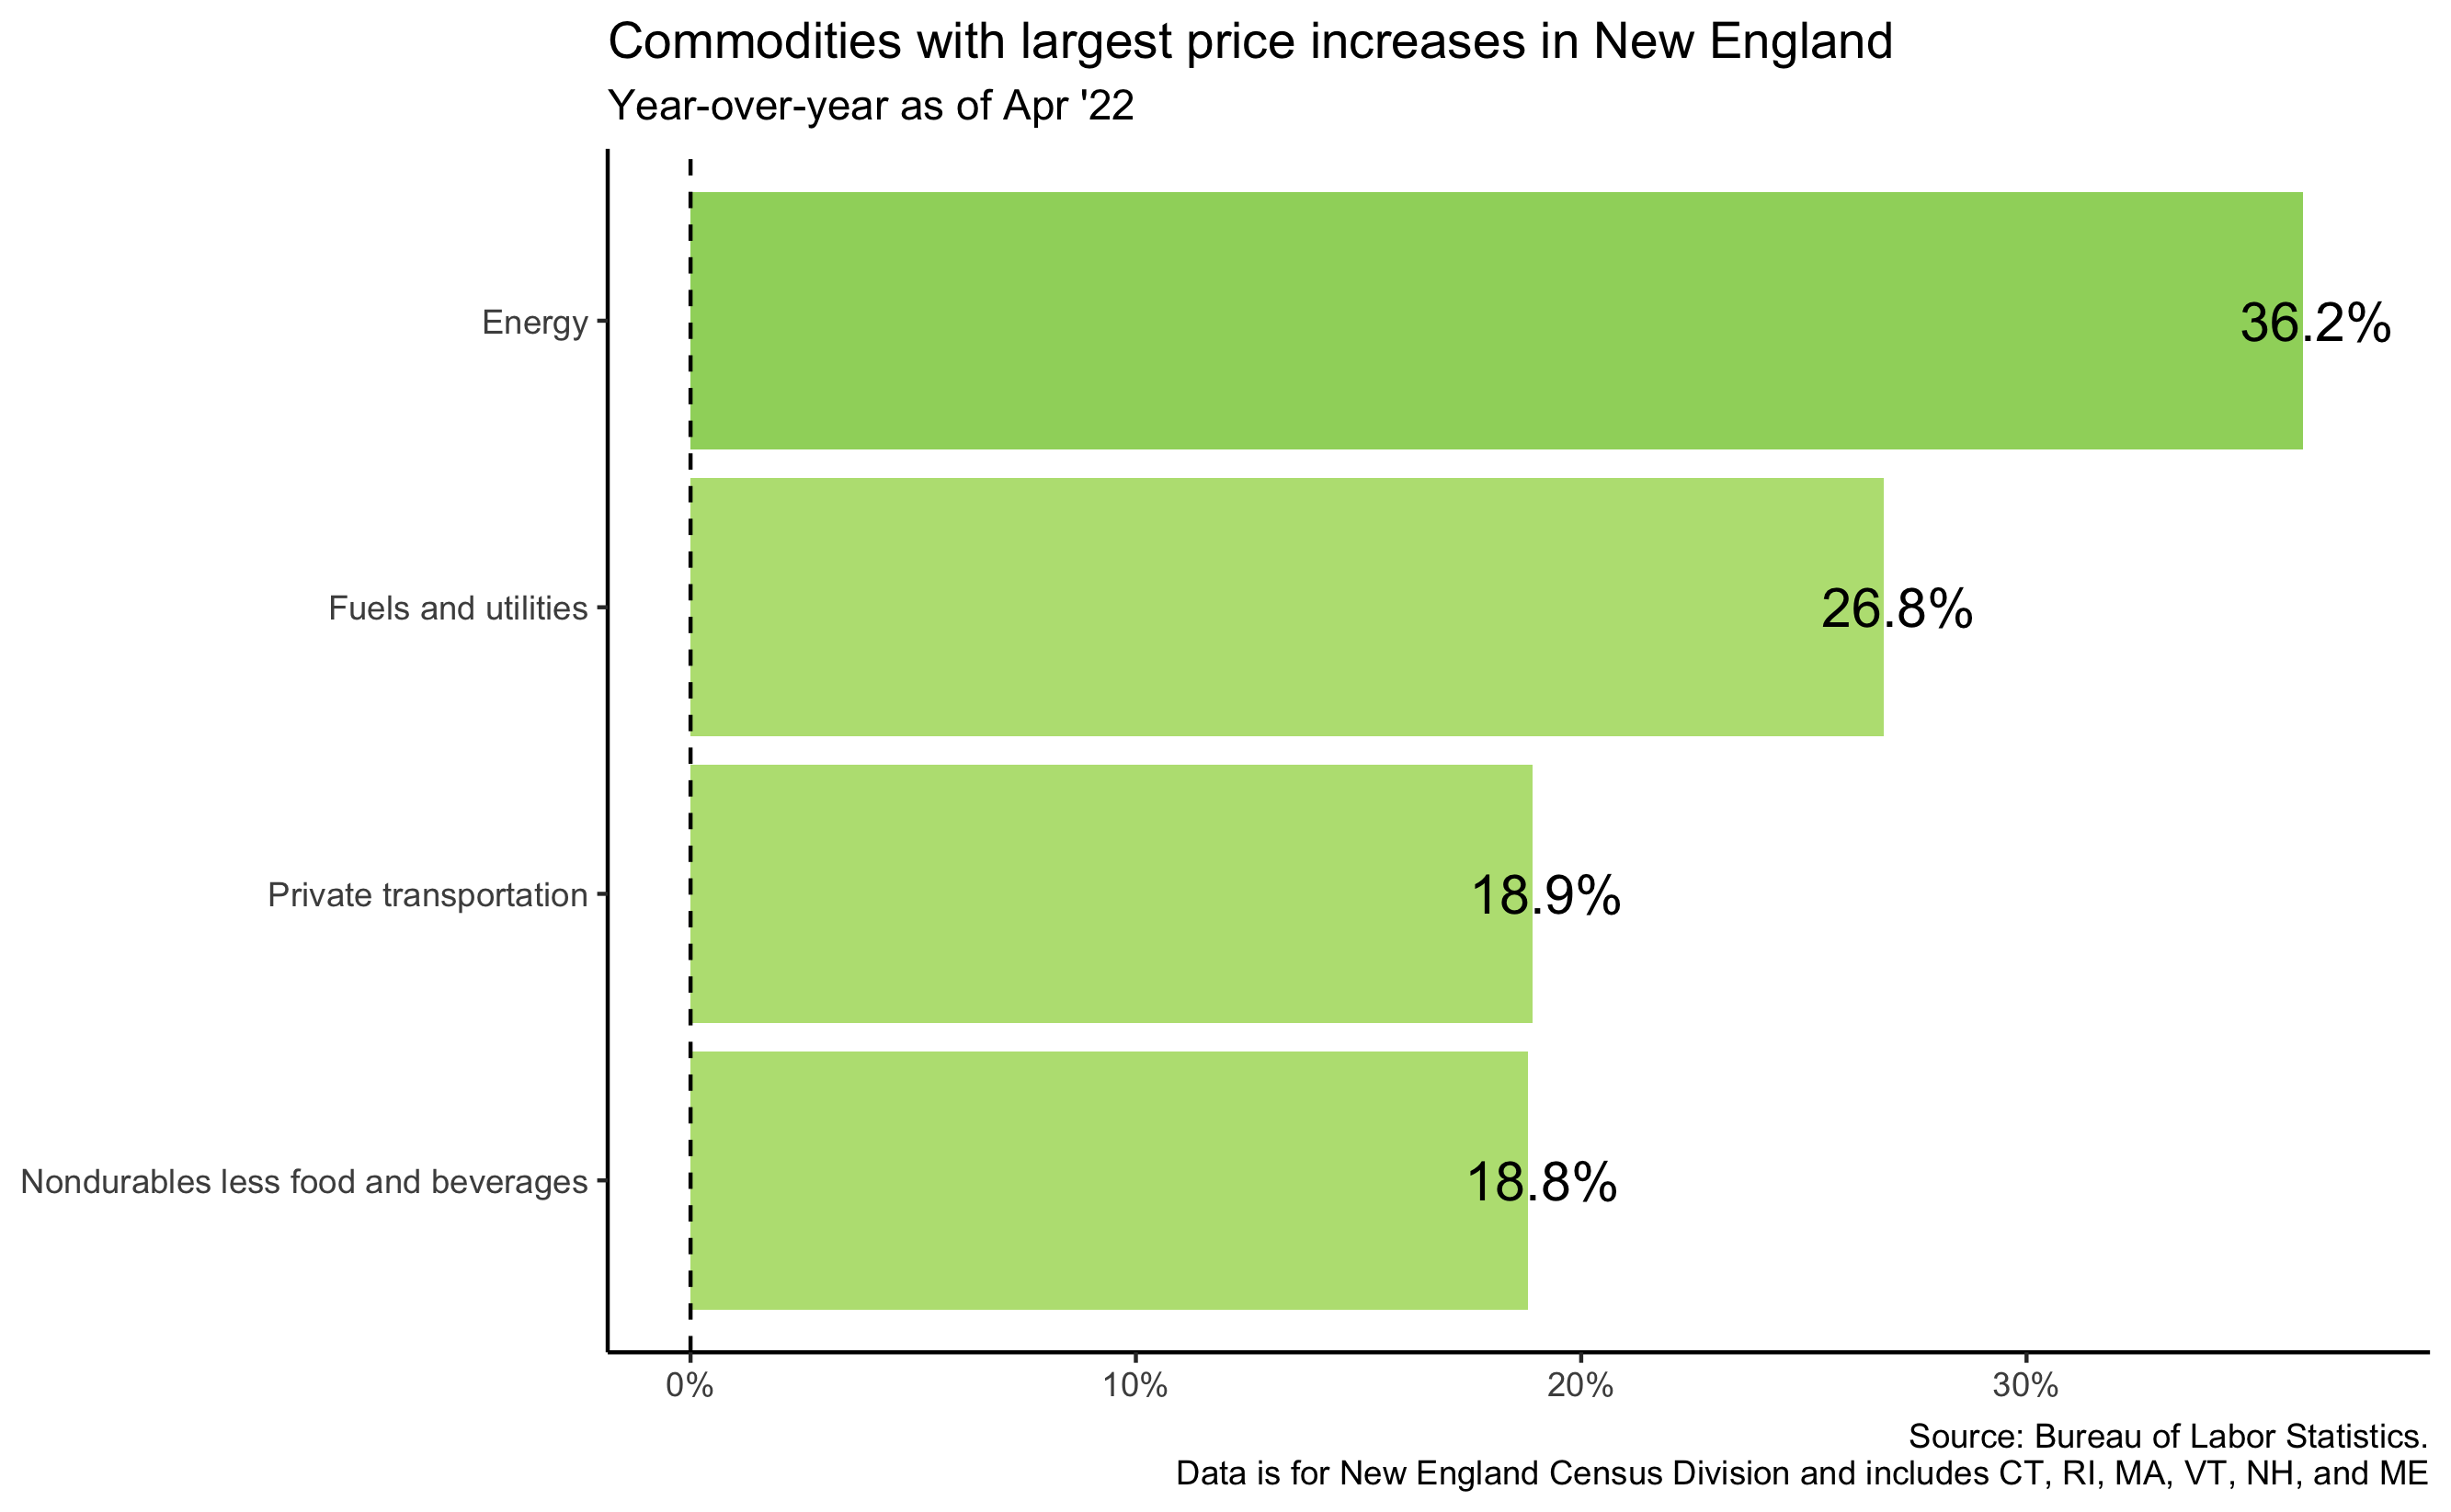 Commodities with largest price increases in New England
Year-over-year as of Apr '22
Energy
36.2%
Fuels and utilities
26.8%
Private transportation
18.9%
Nondurables less food and beverages
18.8%
0%
10%
20%
30%
Source: Bureau of Labor Statistics.
Data is for New England Census Division and includes CT, RI, MA, VT, NH, and ME